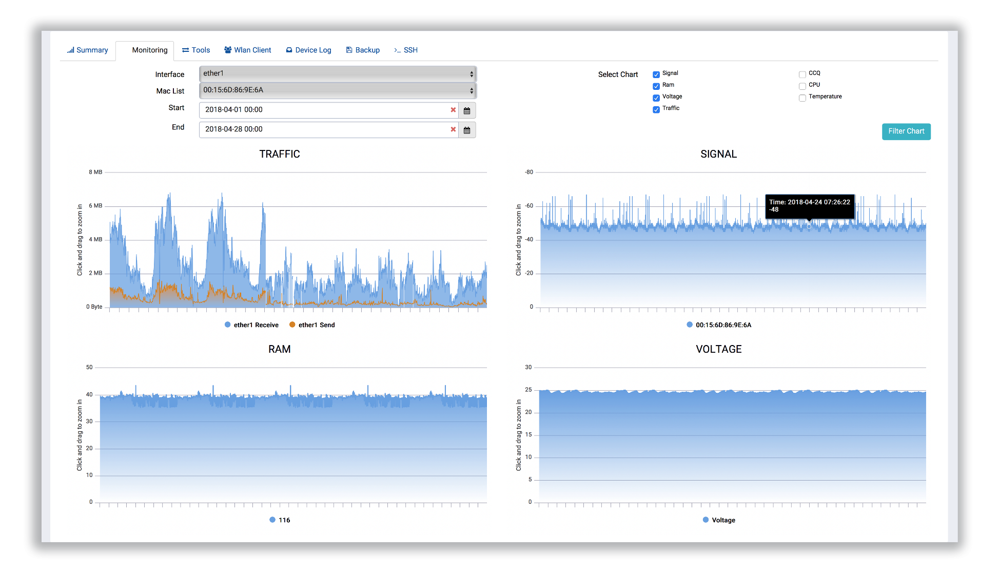 Summary Monitoring Tools Wlan Client Device Log Backup >_ SSH
Interface ether1
Mac List 00:15:6D:86:9E:6A
Start 2018-04-01 00:00
End 2018-04-28 00:00
Select Chart
Signal
Ram
Voltage
Traffic
CCQ
CPU
Temperature
Filter Chart
TRAFFIC
Click and drag to zoom in
8 MB
6 MB
4 MB
2 MB
0 Byte
ether1 Receive ether1 Send
SIGNAL
Click and drag to zoom in
-80
-60
-40
-20
0
Time: 2018-04-24 07:26:22
-48
00:15:6D:86:9E:6A
RAM
Click and drag to zoom in
50
40
30
20
10
0
116
VOLTAGE
Click and drag to zoom in
30
25
20
15
10
5
0
Voltage